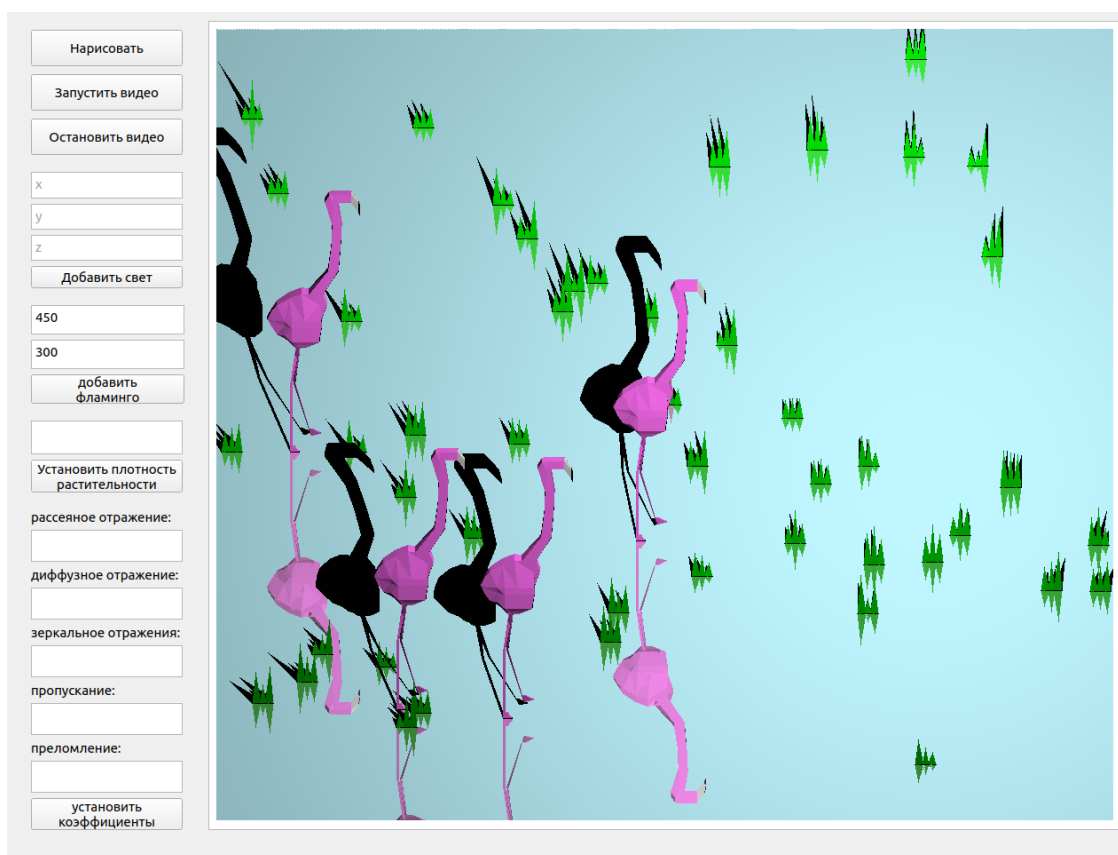 Нарисовать
Запустить видео
Остановить видео
x
y
z
Добавить свет
450
300
добавить
фламинго
Установить плотность
растительности
рассеяное отражение:
диффузное отражение:
зеркальное отражения:
пропускание:
преломление:
установить
коэффициенты